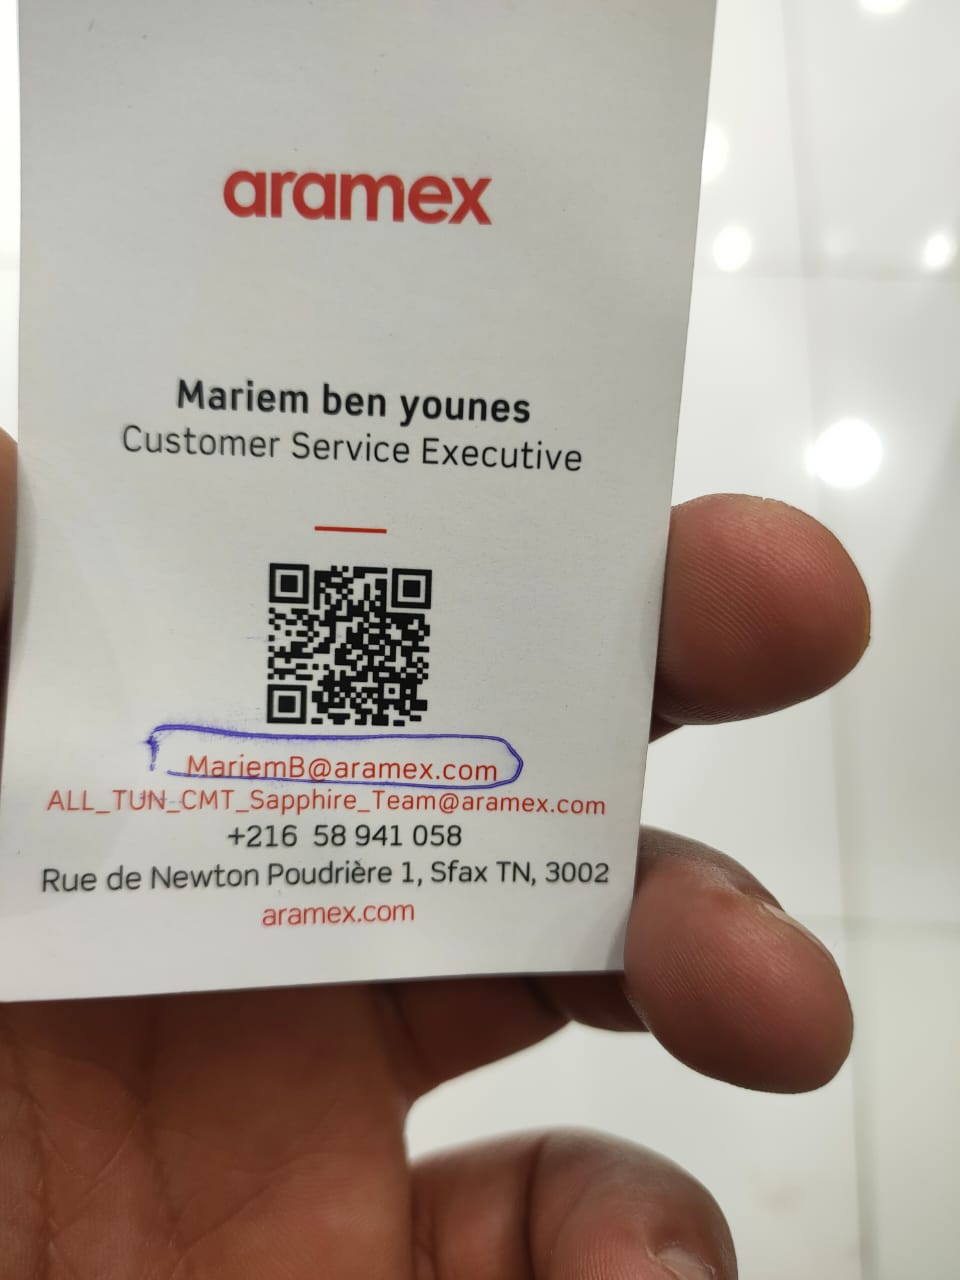 aramex
Mariem ben younes
Customer Service Executive
MariemB@aramex.com
ALL_TUN_CMT_Sapphire_Team@aramex.com
+216 58 941 058
Rue de Newton Poudrière 1, Sfax TN, 3002
aramex.com